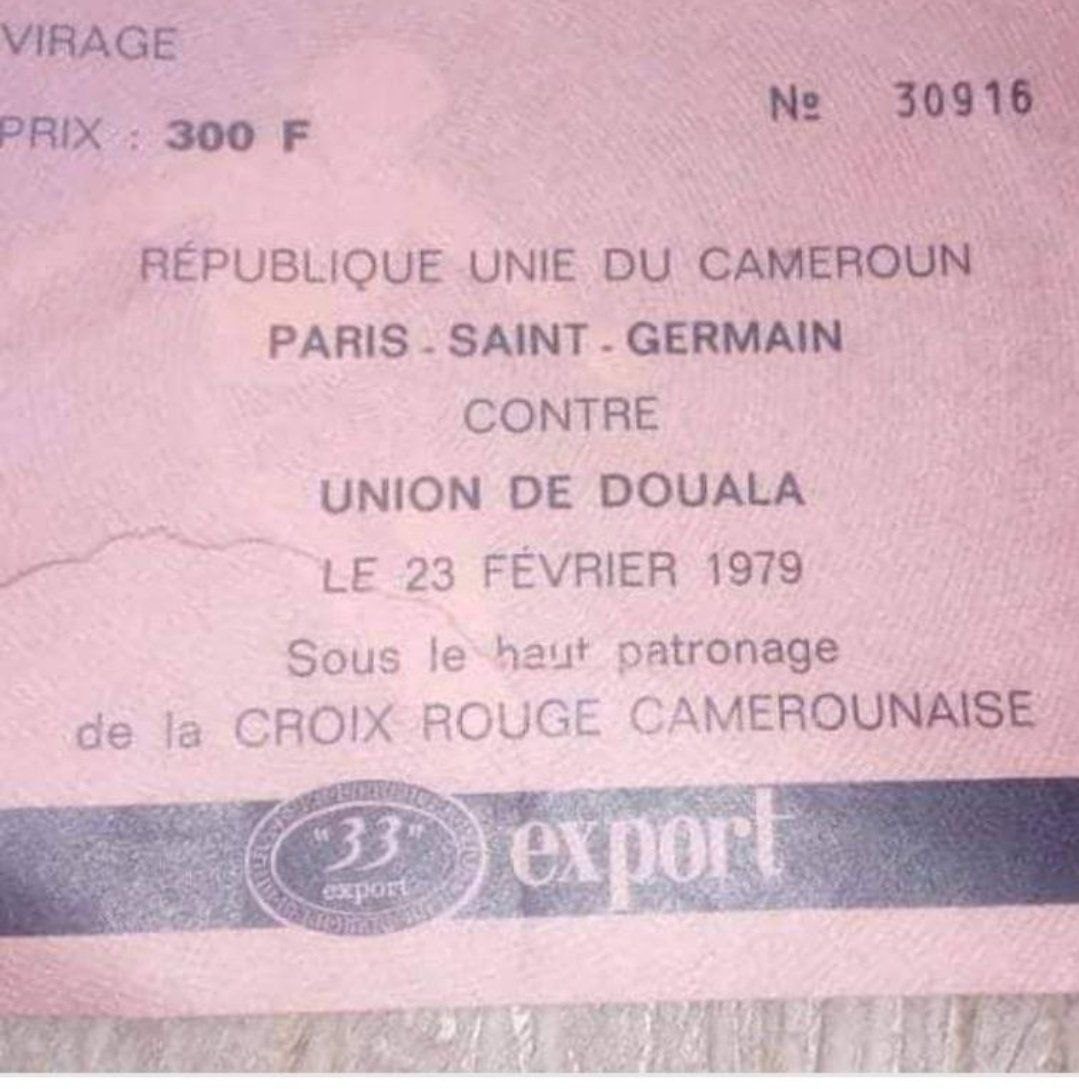 VIRAGE
Nº 30916
PRIX : 300 F
RÉPUBLIQUE UNIE DU CAMEROUN
PARIS - SAINT - GERMAIN
CONTRE
UNION DE DOUALA
LE 23 FÉVRIER 1979
Sous le haut patronage
de la CROIX ROUGE CAMEROUNAISE
"33" export
export